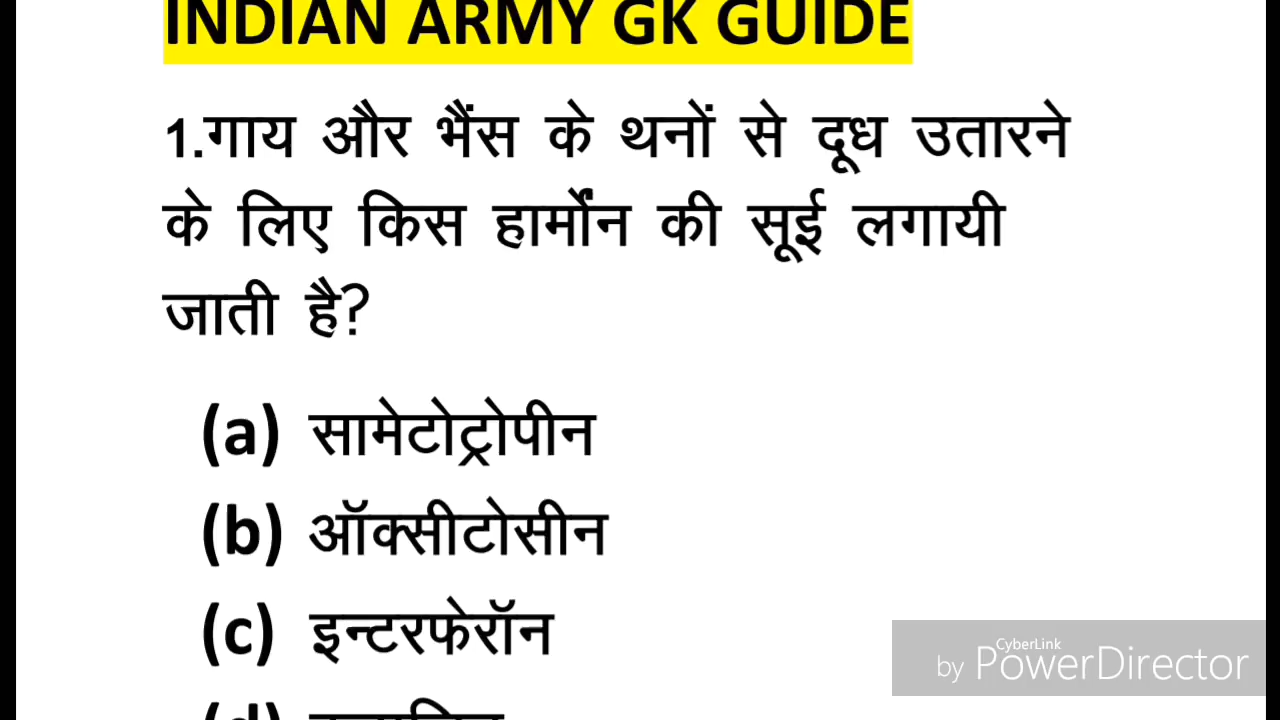 INDIAN ARMY GK GUIDE
1.गाय और भैंस के थनों से दूध उतारने
के लिए किस हार्मोंन की सूई लगायी
जाती है?
(a) सामेटोट्रोपीन
(b) ऑक्सीटोसीन
(c) इन्टरफेरॉन
(d)
CyberLink
by PowerDirector